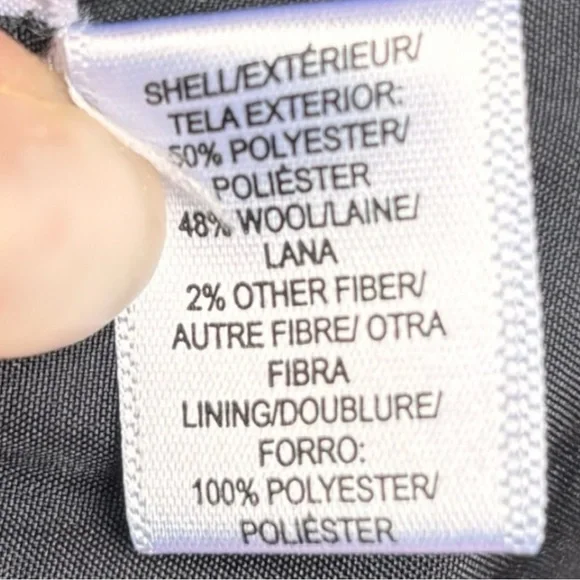 SHELL/EXTÉRIEUR/
TELA EXTERIOR:
50% POLYESTER/
POLIÉSTER
48% WOOL/LAINE/
LANA
2% OTHER FIBER/
AUTRE FIBRE/ OTRA
FIBRA
LINING/DOUBLURE/
FORRO:
100% POLYESTER/
POLIÉSTER